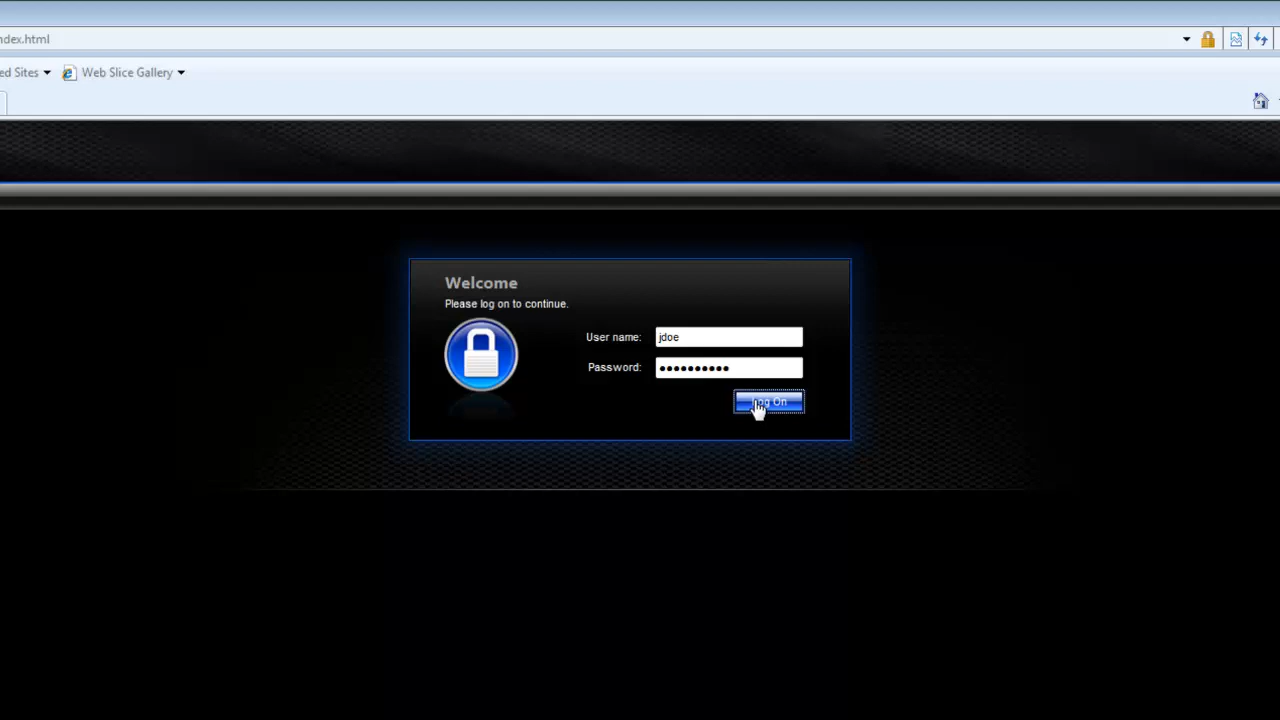 ndex.html
ed Sites Web Slice Gallery
Welcome
Please log on to continue.
User name: jdoe
Password: ●●●●●●●●●●
Log On